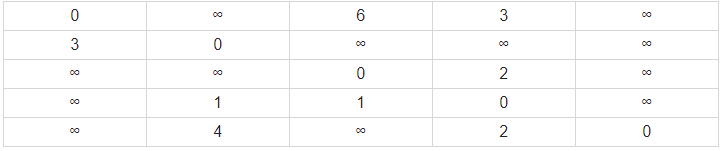 0 ∞ 6 3 ∞
3 0 ∞ ∞ ∞
∞ ∞ 0 2 ∞
∞ 1 1 0 ∞
∞ 4 ∞ 2 0